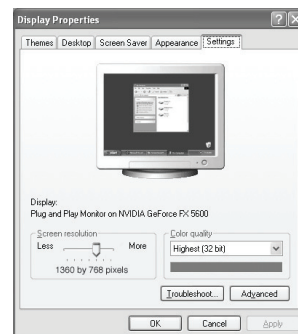 Display Properties
Themes Desktop Screen Saver Appearance Settings
Display:
Plug and Play Monitor on NVIDIA GeForce FX 5600
Screen resolution
Less More
1360 by 768 pixels
Color quality
Highest (32 bit)
Troubleshoot... Advanced
OK Cancel Apply